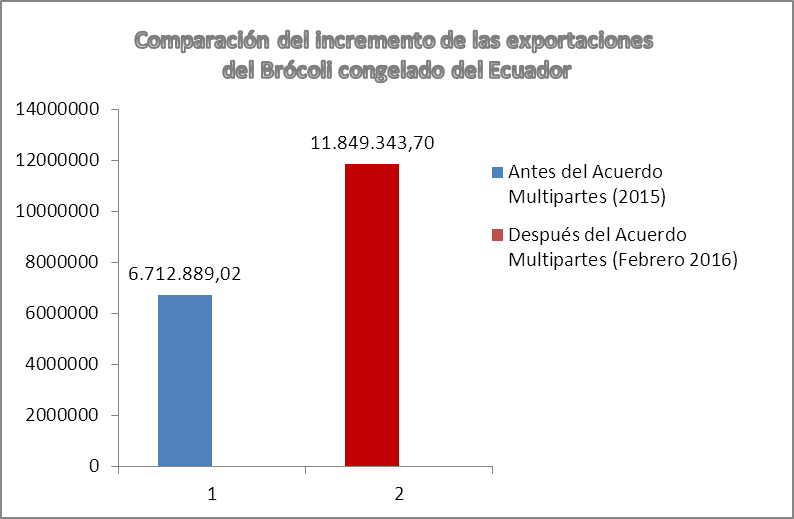 Comparación del incremento de las exportaciones
del Brócoli congelado del Ecuador
14000000
12000000
10000000
8000000
6000000
4000000
2000000
0
6.712.889,02
11.849.343,70
1
2
Antes del Acuerdo
Multipartes (2015)
Después del Acuerdo
Multipartes (Febrero 2016)